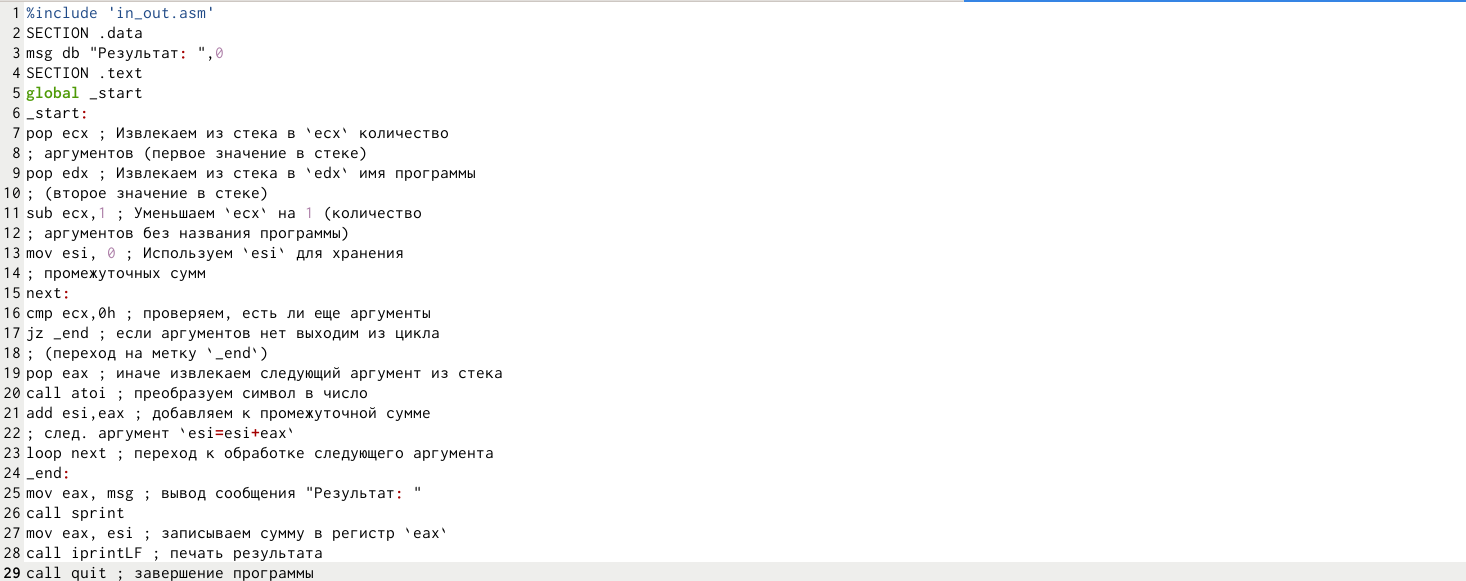 1 %include 'in_out.asm'
2 SECTION .data
3 msg db "Результат: ",0
4 SECTION .text
5 global _start
6 _start:
7 pop ecx ; Извлекаем из стека в `ecx` количество
8 ; аргументов (первое значение в стеке)
9 pop edx ; Извлекаем из стека в `edx` имя программы
10 ; (второе значение в стеке)
11 sub ecx,1 ; Уменьшаем `ecx` на 1 (количество
12 ; аргументов без названия программы)
13 mov esi, 0 ; Используем `esi` для хранения
14 ; промежуточных сумм
15 next:
16 cmp ecx,0h ; проверяем, есть ли еще аргументы
17 jz _end ; если аргументов нет выходим из цикла
18 ; (переход на метку `_end`)
19 pop eax ; иначе извлекаем следующий аргумент из стека
20 call atoi ; преобразуем символ в число
21 add esi,eax ; добавляем к промежуточной сумме
22 ; след. аргумент `esi=esi+eax`
23 loop next ; переход к обработке следующего аргумента
24 _end:
25 mov eax, msg ; вывод сообщения "Результат: "
26 call sprint
27 mov eax, esi ; записываем сумму в регистр `eax`
28 call iprintLF ; печать результата
29 call quit ; завершение программы